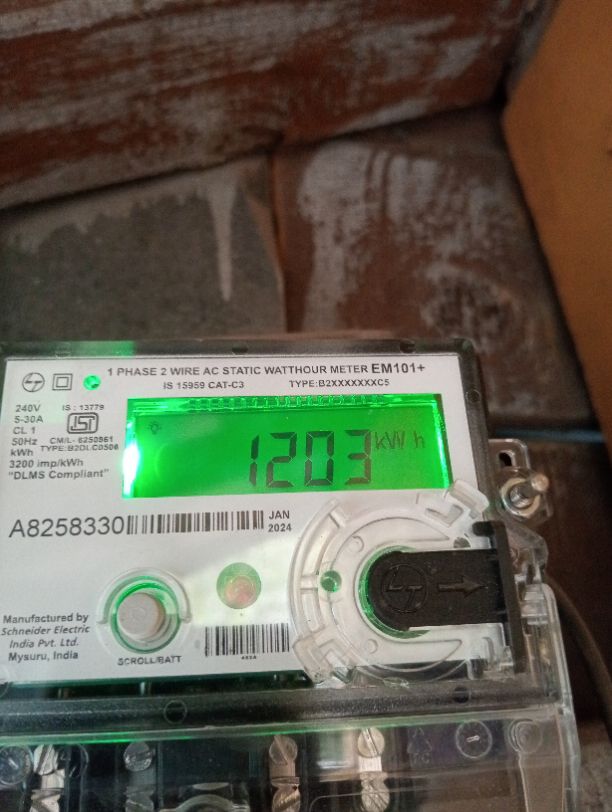 1 PHASE 2 WIRE AC STATIC WATTHOUR METER EM101+
IS 15959 CAT-C3 TYPE:B2XXXXXXXC5
240V IS : 13779
5-30A
CL 1
50Hz CM/L- 6250861
kWh TYPE:B2DLC0506
3200 imp/kWh
"DLMS Compliant"
1203 kWh
A8258330 JAN
2024
Manufactured by
Schneider Electric
India Pvt. Ltd.
Mysuru, India
SCROLL/BATT
LT